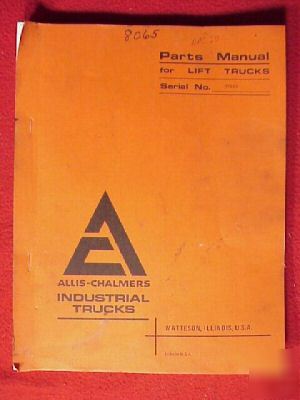 8065
Parts Manual
for LIFT TRUCKS
Serial No.
ALLIS-CHALMERS
INDUSTRIAL
TRUCKS
MATTESON, ILLINOIS, U.S.A.